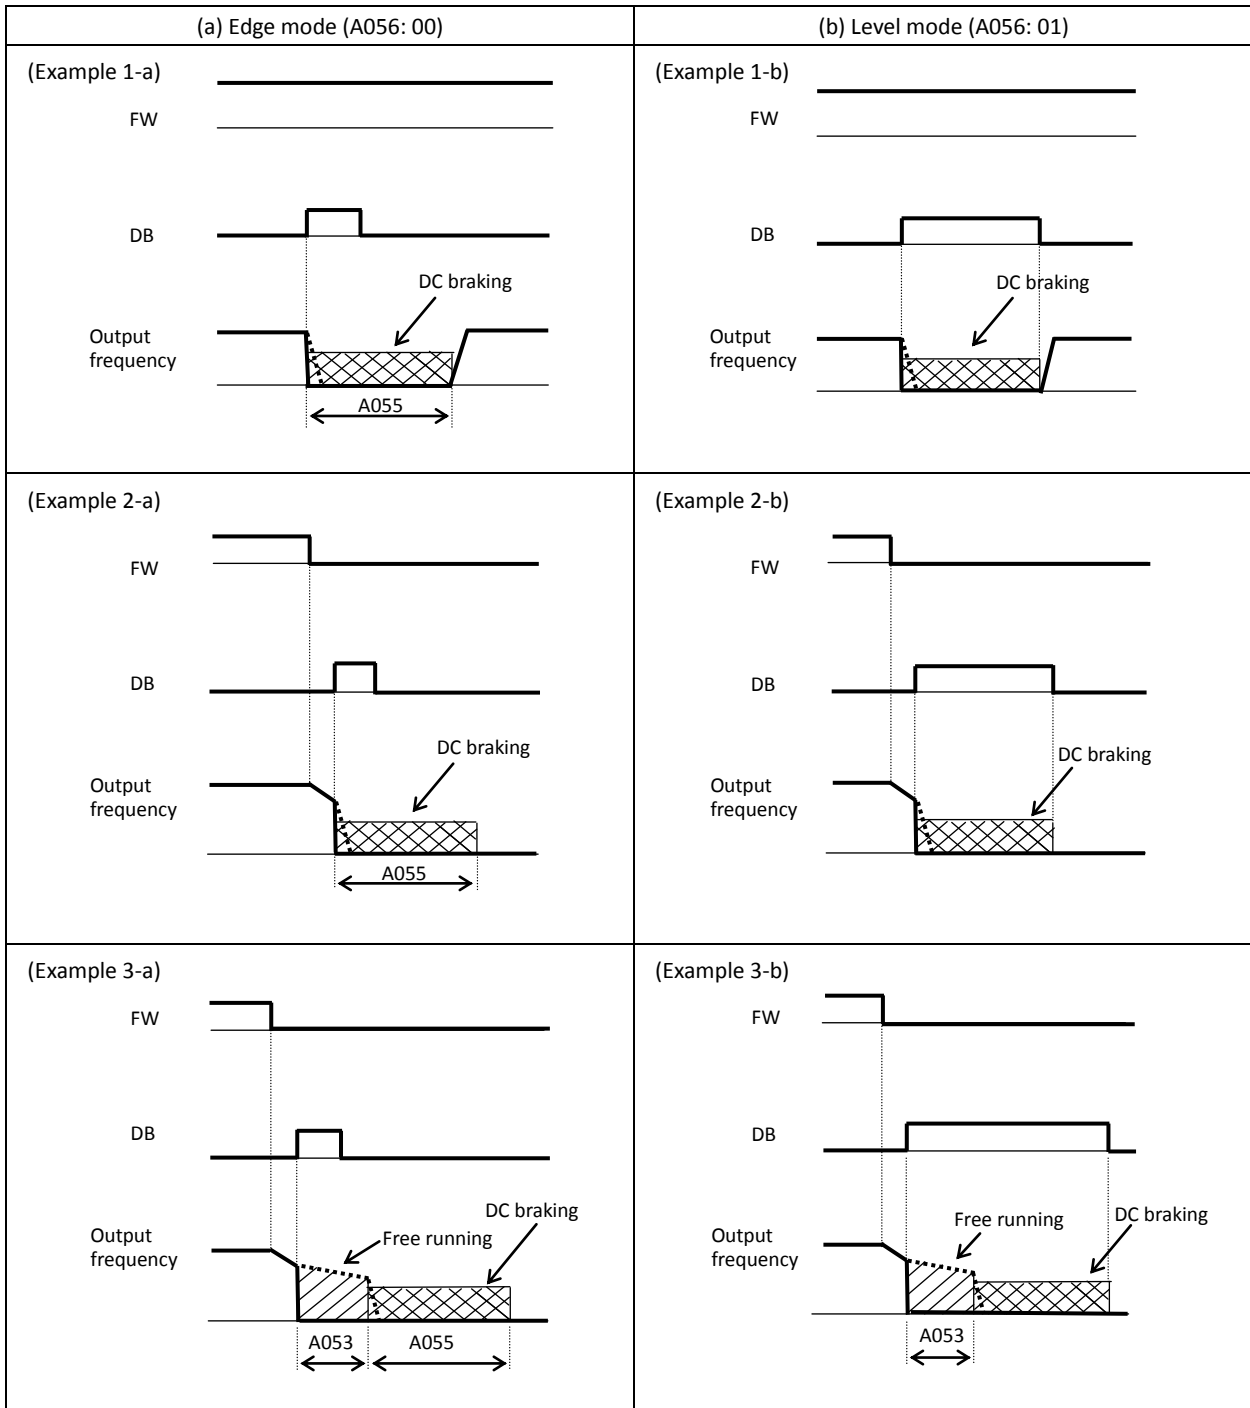 (a) Edge mode (A056: 00)
(b) Level mode (A056: 01)
(Example 1-a)
FW
DB
DC braking
Output
frequency
A055
(Example 1-b)
FW
DB
DC braking
Output
frequency
(Example 2-a)
FW
DB
DC braking
Output
frequency
A055
(Example 2-b)
FW
DB
DC braking
Output
frequency
(Example 3-a)
FW
DB
DC braking
Free running
Output
frequency
A053
A055
(Example 3-b)
FW
DB
Free running
DC braking
Output
frequency
A053